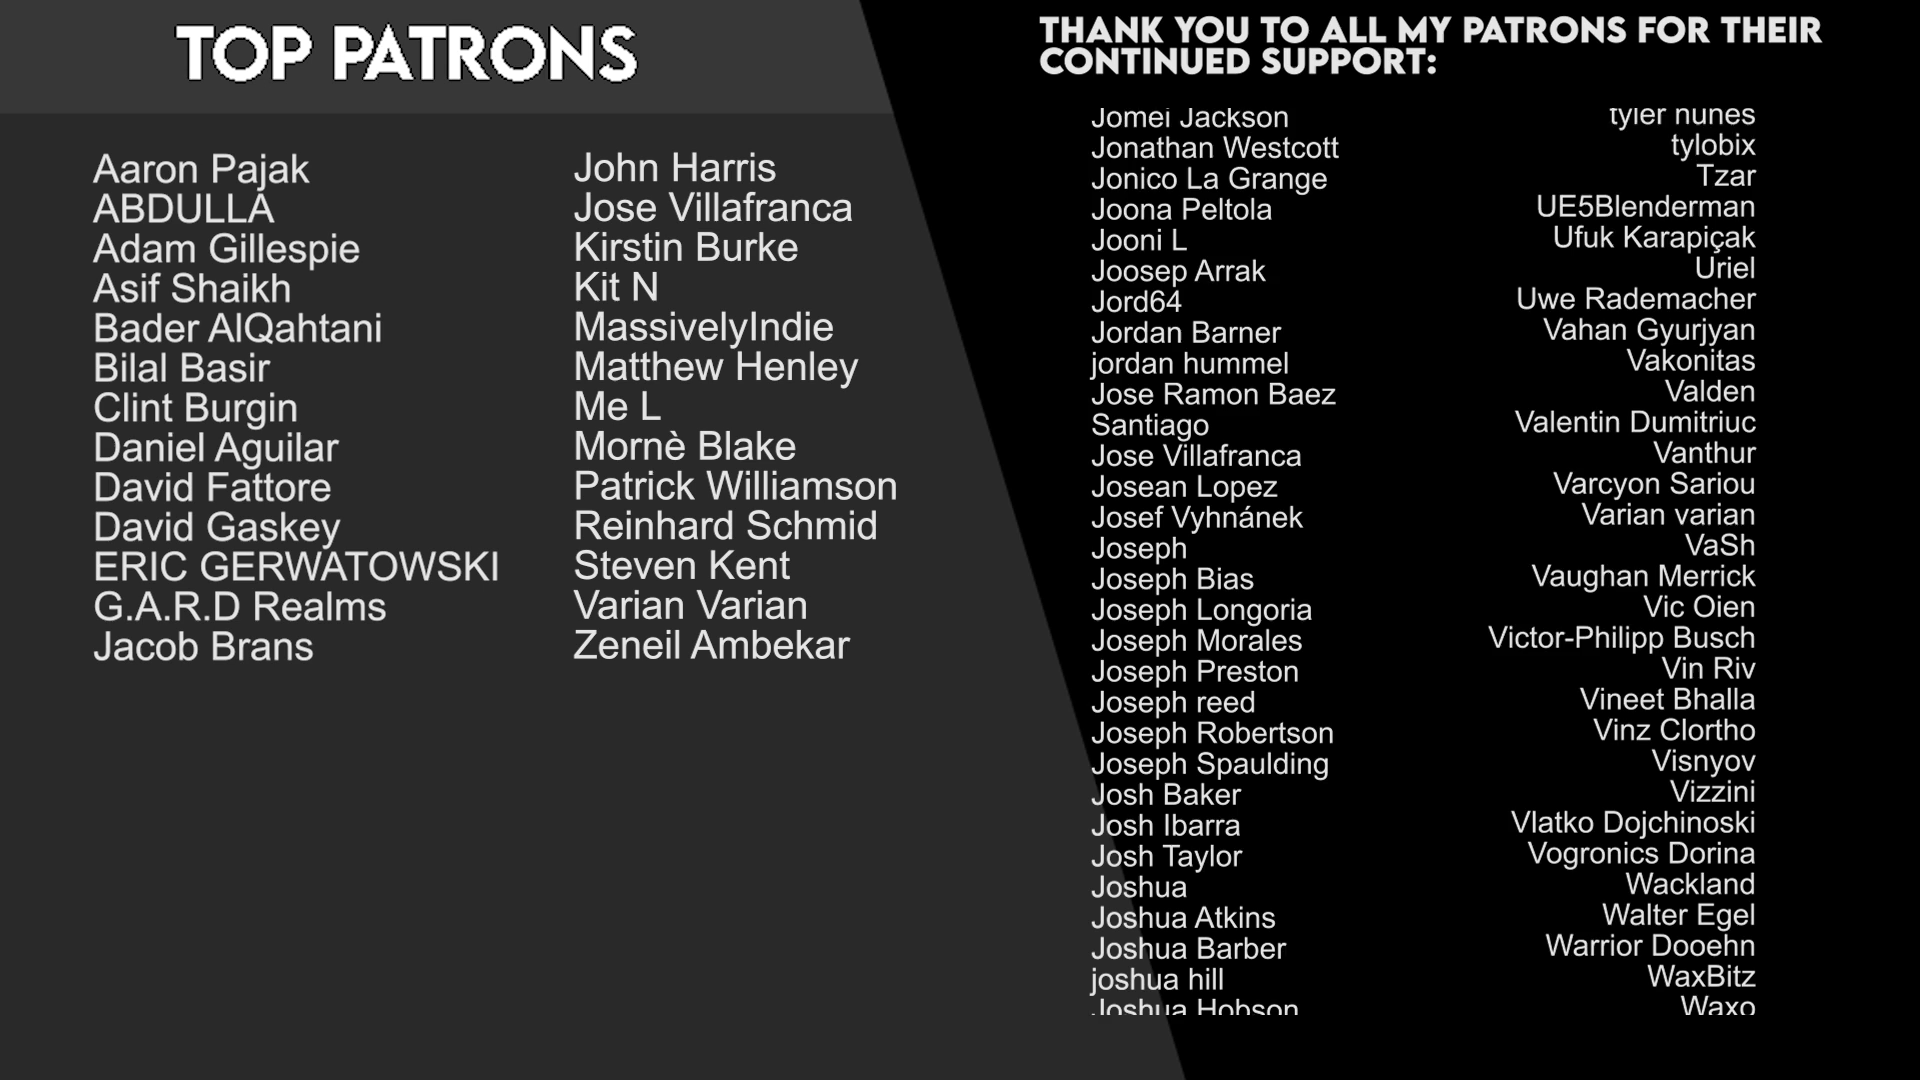 TOP PATRONS
Aaron Pajak
ABDULLA
Adam Gillespie
Asif Shaikh
Bader AlQahtani
Bilal Basir
Clint Burgin
Daniel Aguilar
David Fattore
David Gaskey
ERIC GERWATOWSKI
G.A.R.D Realms
Jacob Brans
John Harris
Jose Villafranca
Kirstin Burke
Kit N
MassivelyIndie
Matthew Henley
Me L
Mornè Blake
Patrick Williamson
Reinhard Schmid
Steven Kent
Varian Varian
Zeneil Ambekar
THANK YOU TO ALL MY PATRONS FOR THEIR
CONTINUED SUPPORT:
Jomei Jackson
Jonathan Westcott
Jonico La Grange
Joona Peltola
Jooni L
Joosep Arrak
Jord64
Jordan Barner
jordan hummel
Jose Ramon Baez
Santiago
Jose Villafranca
Josean Lopez
Josef Vyhnánek
Joseph
Joseph Bias
Joseph Longoria
Joseph Morales
Joseph Preston
Joseph reed
Joseph Robertson
Joseph Spaulding
Josh Baker
Josh Ibarra
Josh Taylor
Joshua
Joshua Atkins
Joshua Barber
joshua hill
Joshua Hobson
tyler nunes
tylobix
Tzar
UE5Blenderman
Ufuk Karapiçak
Uriel
Uwe Rademacher
Vahan Gyurjyan
Vakonitas
Valden
Valentin Dumitriuc
Vanthur
Varcyon Sariou
Varian varian
VaSh
Vaughan Merrick
Vic Oien
Victor-Philipp Busch
Vin Riv
Vineet Bhalla
Vinz Clortho
Visnyov
Vizzini
Vlatko Dojchinoski
Vogronics Dorina
Wackland
Walter Egel
Warrior Dooehn
WaxBitz
Waxo